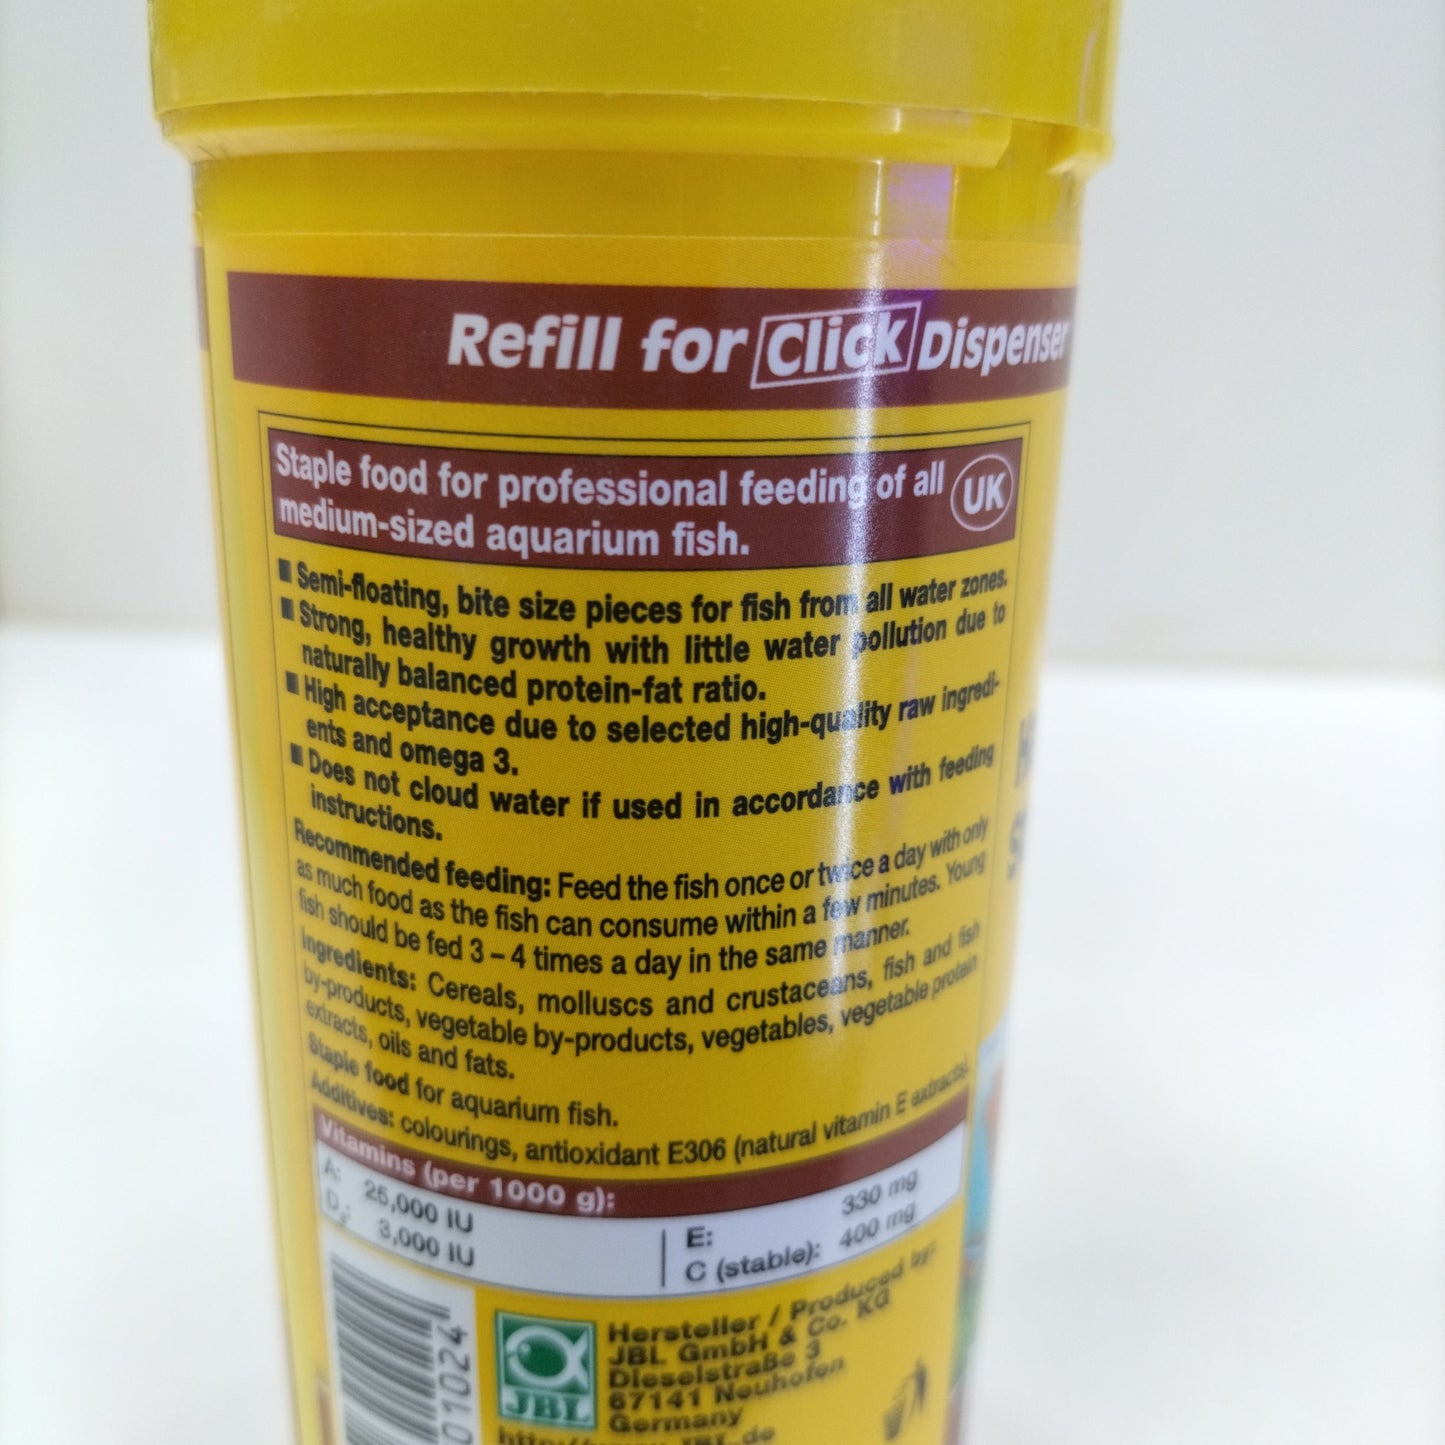 Refill for Click Dispenser
Staple food for professional feeding of all
medium-sized aquarium fish.
UK
■ Semi-floating, bite size pieces for fish from all water zones.
■ Strong, healthy growth with little water pollution due to
naturally balanced protein-fat ratio.
■ High acceptance due to selected high-quality raw ingredi-
ents and omega 3.
■ Does not cloud water if used in accordance with feeding
instructions.
Recommended feeding: Feed the fish once or twice a day with only
as much food as the fish can consume within a few minutes. Young
fish should be fed 3 – 4 times a day in the same manner.
Ingredients: Cereals, molluscs and crustaceans, fish and fish
by-products, vegetable by-products, vegetables, vegetable protein
extracts, oils and fats.
Staple food for aquarium fish.
Additives: colourings, antioxidant E306 (natural vitamin E extracts).
Vitamins (per 1000 g):
A: 25,000 IU E: 330 mg
D₃: 3,000 IU C (stable): 400 mg
Hersteller / Produced by:
JBL GmbH & Co. KG
Dieselstraße 3
67141 Neuhofen
Germany
JBL
01024